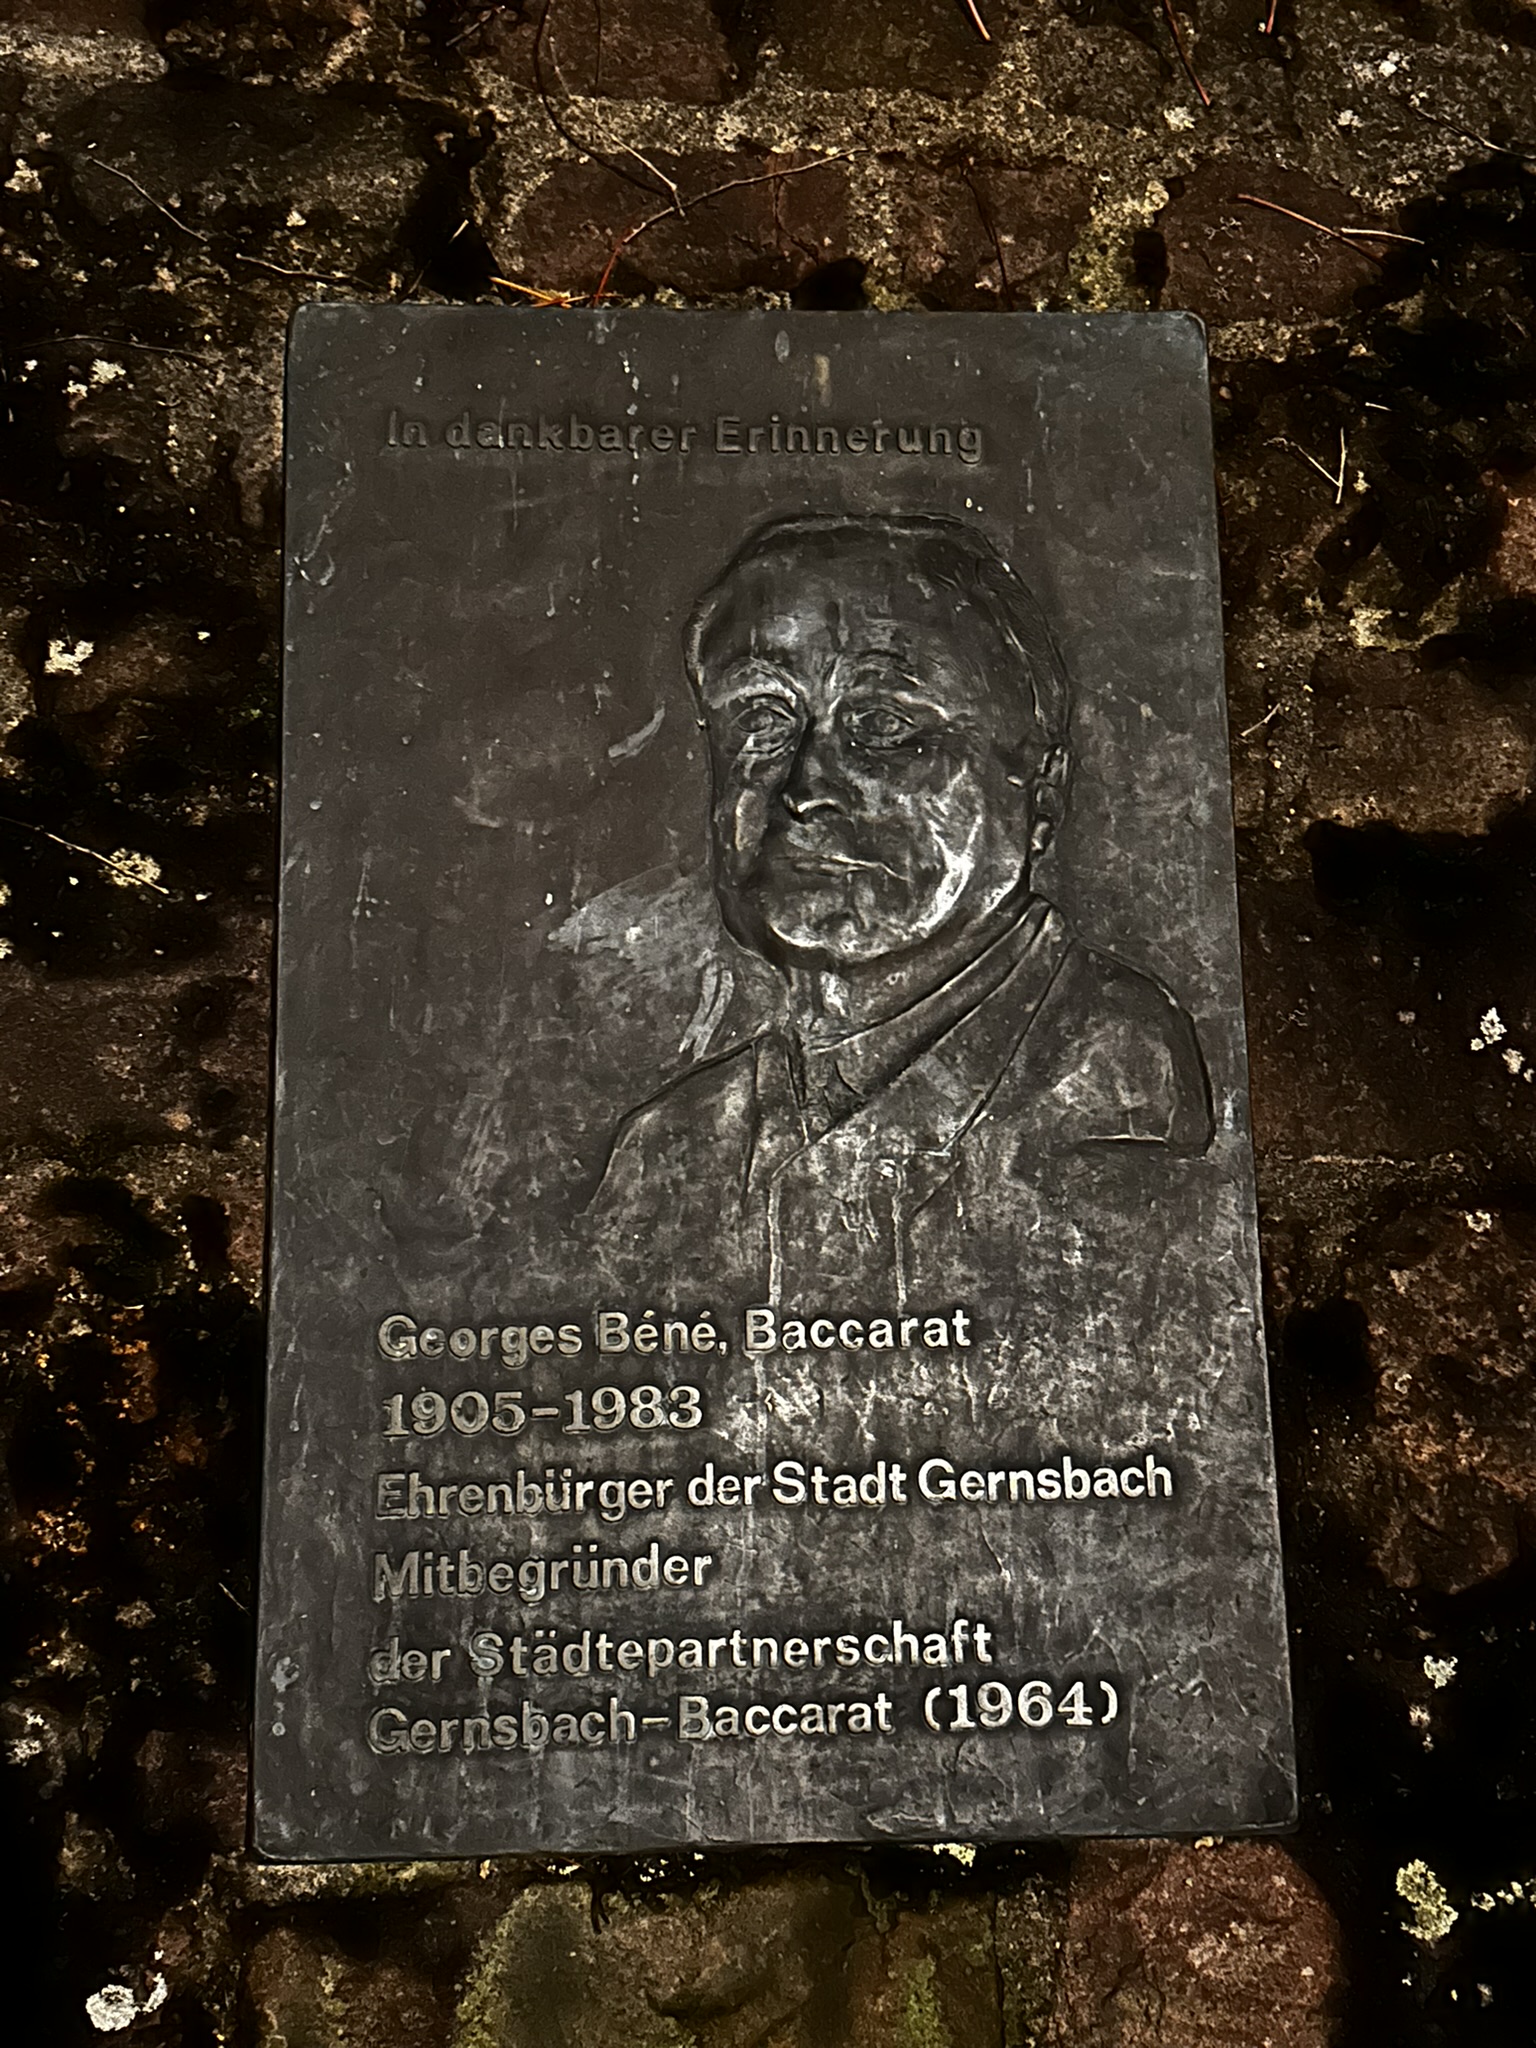 In dankbarer Erinnerung
Georges Béné, Baccarat
1905-1983
Ehrenbürger der Stadt Gernsbach
Mitbegründer
der Städtepartnerschaft
Gernsbach-Baccarat (1964)